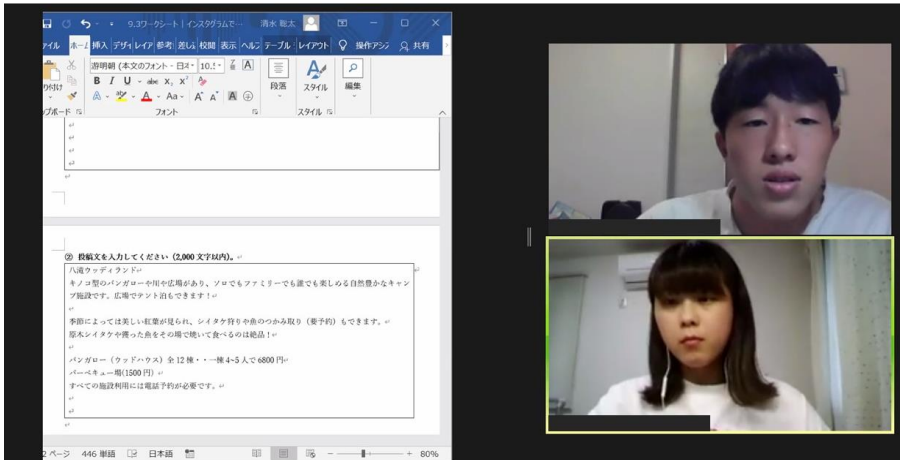 9.3ワークシート | インスタグラムで…
清水 聡太
ホーム 挿入 デザイ レイア 参考 差し込 校閲 表示 ヘルプ テーブル レイアウト 操作アシ 共有
游明朝 (本文のフォント - 日本 10.5
B I U abc X₂ X²
A Aa A A A
段落
スタイル
編集
フォント
スタイル
② 投稿文を入力してください(2,000文字以内)。
八滝ウッディランド
キノコ型のバンガローや川や広場があり、ソロでもファミリーでも誰でも楽しめる自然豊かなキャン
プ施設です。広場でテント泊もできます!
季節によっては美しい紅葉が見られ、シイタケ狩りや魚のつかみ取り(要予約)もできます。
原木シイタケや獲った魚をその場で焼いて食べるのは絶品!
バンガロー(ウッドハウス)全12棟・・一棟4~5人で6800円
バーベキュー場(1500円)
すべての施設利用には電話予約が必要です。
2 ページ 446 単語 日本語 80%